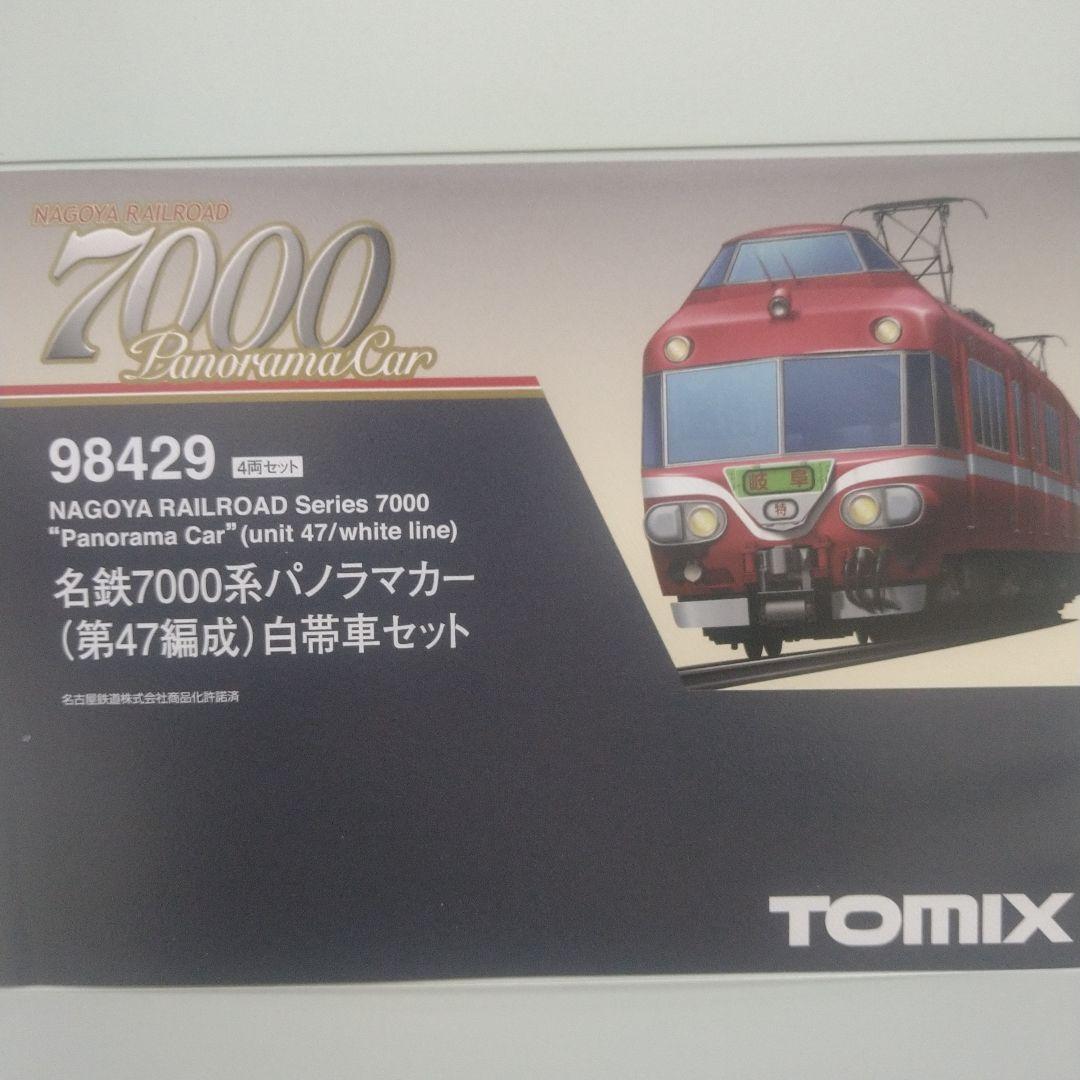 NAGOYA RAILROAD
7000
Panorama Car
98429 4両セット
NAGOYA RAILROAD Series 7000
"Panorama Car"(unit 47/white line)
名鉄7000系パノラマカー
(第47編成)白帯車セット
名古屋鉄道株式会社商品化許諾済
岐阜
特
TOMIX